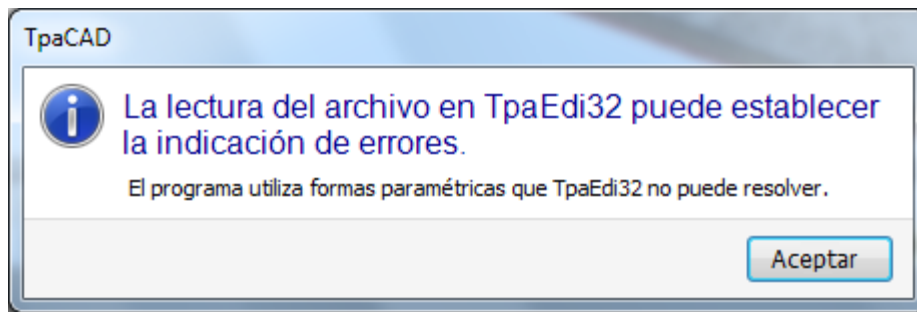 TpaCAD
La lectura del archivo en TpaEdi32 puede establecer
la indicación de errores.
El programa utiliza formas paramétricas que TpaEdi32 no puede resolver.
Aceptar